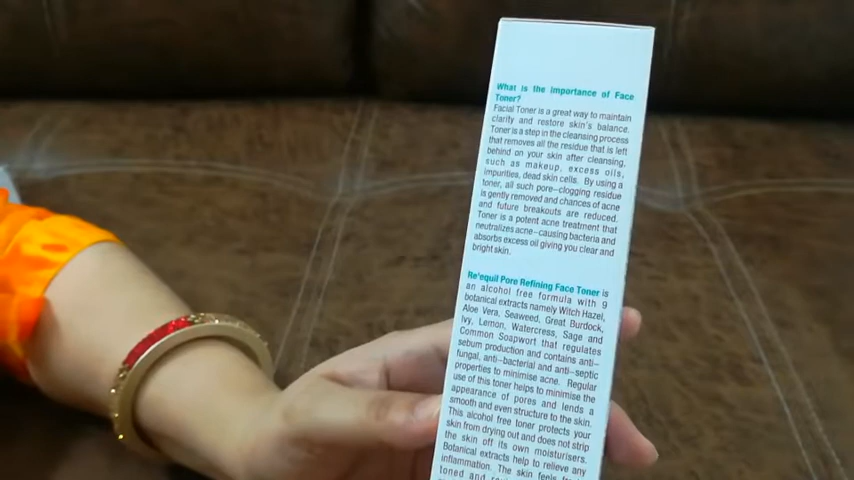 What is the importance of Face
Toner?
Facial Toner is a great way to maintain
clarity and restore skin's balance.
Toner is a step in the cleansing process
that removes all the residue that is left
behind on your skin after cleansing,
such as makeup, excess oils,
impurities, dead skin cells. By using a
toner, all such pore-clogging residue
is gently removed and chances of acne
and future breakouts are reduced.
Toner is a potent acne treatment that
neutralizes acne-causing bacteria and
absorbs excess oil giving you clear and
bright skin.
Re'equil Pore Refining Face Toner is
an alcohol free formula with 9
botanical extracts namely Witch Hazel,
Aloe Vera, Seaweed, Great Burdock,
Ivy, Lemon, Watercress, Sage and
Common Soapwort that regulates
sebum production and contains anti-
fungal, anti-bacterial and anti-septic
properties to minimise acne. Regular
use of this toner helps to minimise the
appearance of pores and lends a
smooth and even structure to the skin.
This alcohol free toner protects your
skin from drying out and does not strip
the skin off its own moisturisers.
Botanical extracts help to relieve any
inflammation. The skin feels
toned and